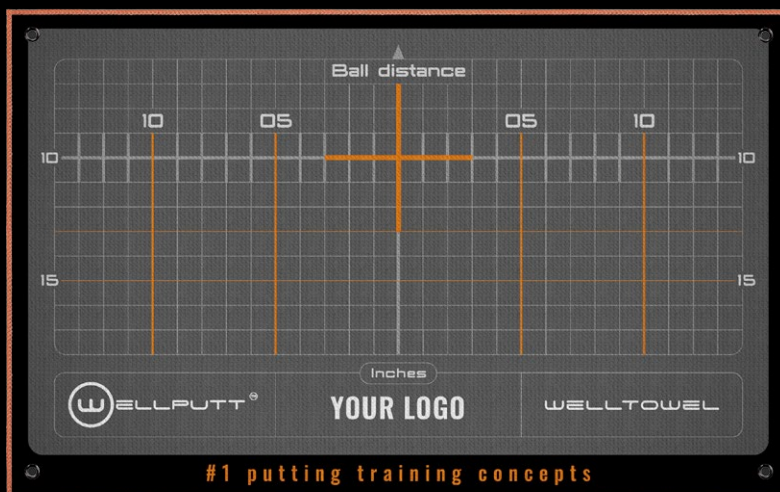 Ball distance
10 05 05 10
10 10
15 15
Inches
WELLPUTT TM
YOUR LOGO
WELLTOWEL
#1 putting training concepts